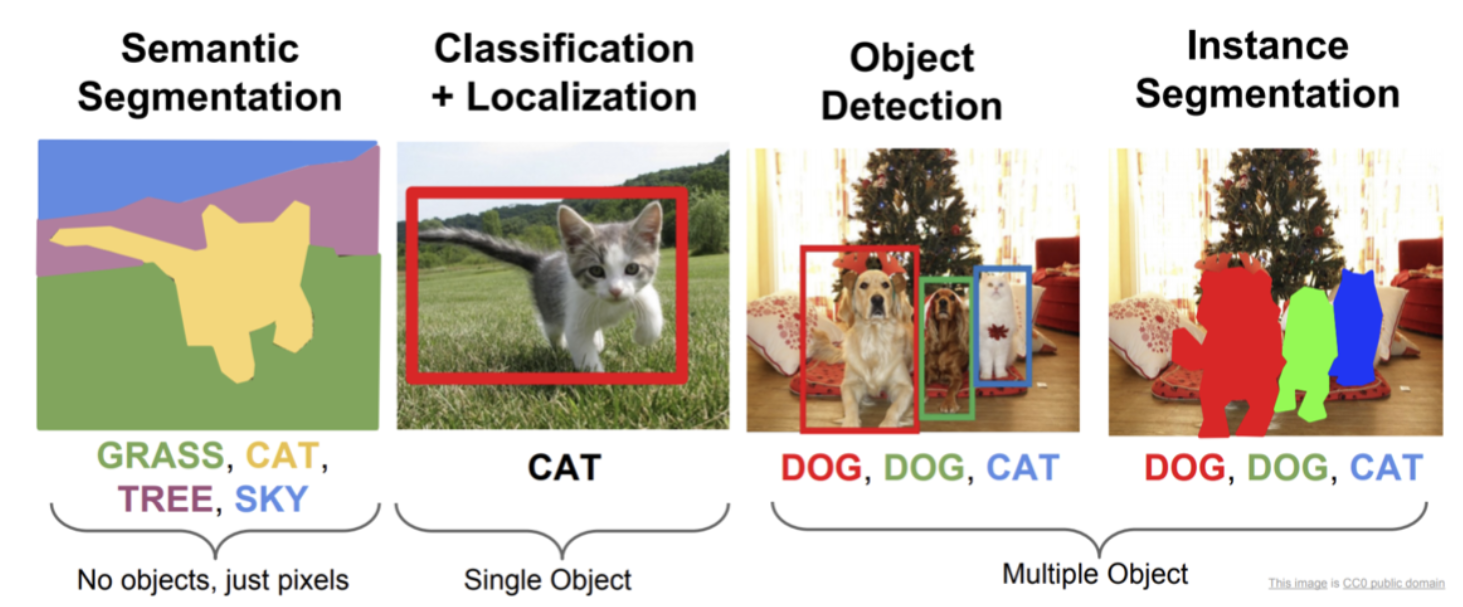 Semantic
Segmentation
Classification
+ Localization
Object
Detection
Instance
Segmentation
GRASS, CAT,
TREE, SKY
CAT
DOG, DOG, CAT
DOG, DOG, CAT
No objects, just pixels
Single Object
Multiple Object
This image is CC0 public domain